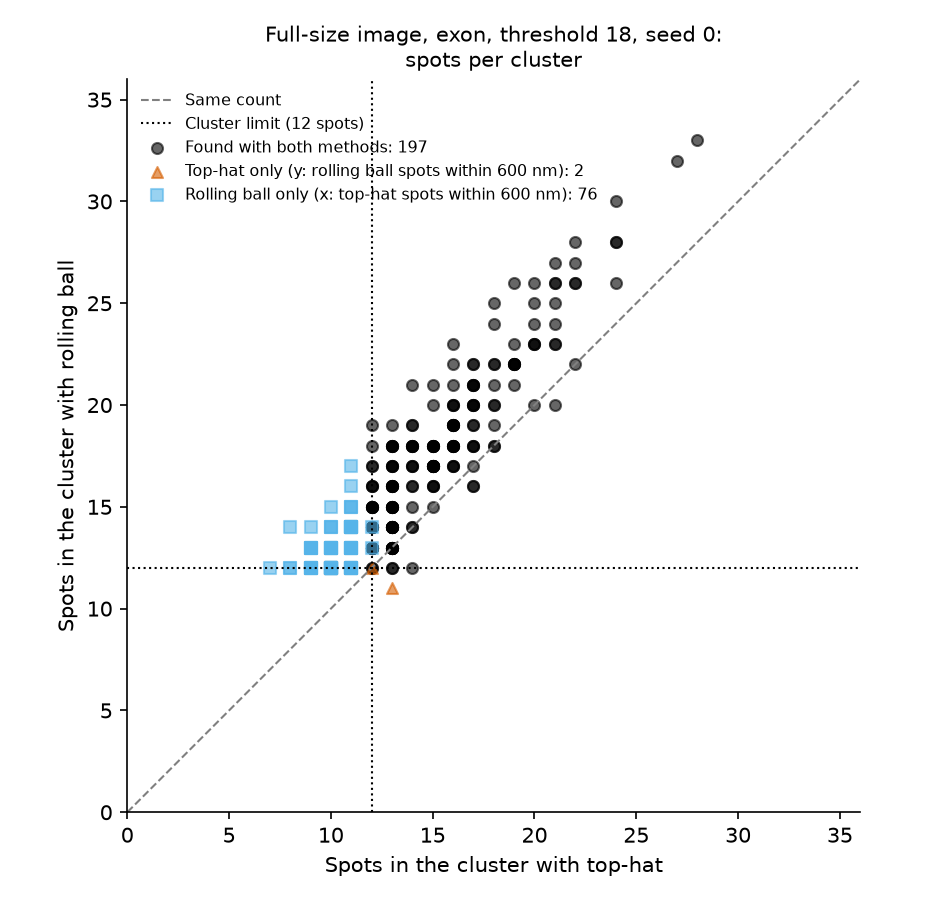 Full-size image, exon, threshold 18, seed 0:
spots per cluster
Same count
Cluster limit (12 spots)
Found with both methods: 197
Top-hat only (y: rolling ball spots within 600 nm): 2
Rolling ball only (x: top-hat spots within 600 nm): 76
Spots in the cluster with rolling ball
35
30
25
20
15
10
5
0
0 5 10 15 20 25 30 35
Spots in the cluster with top-hat